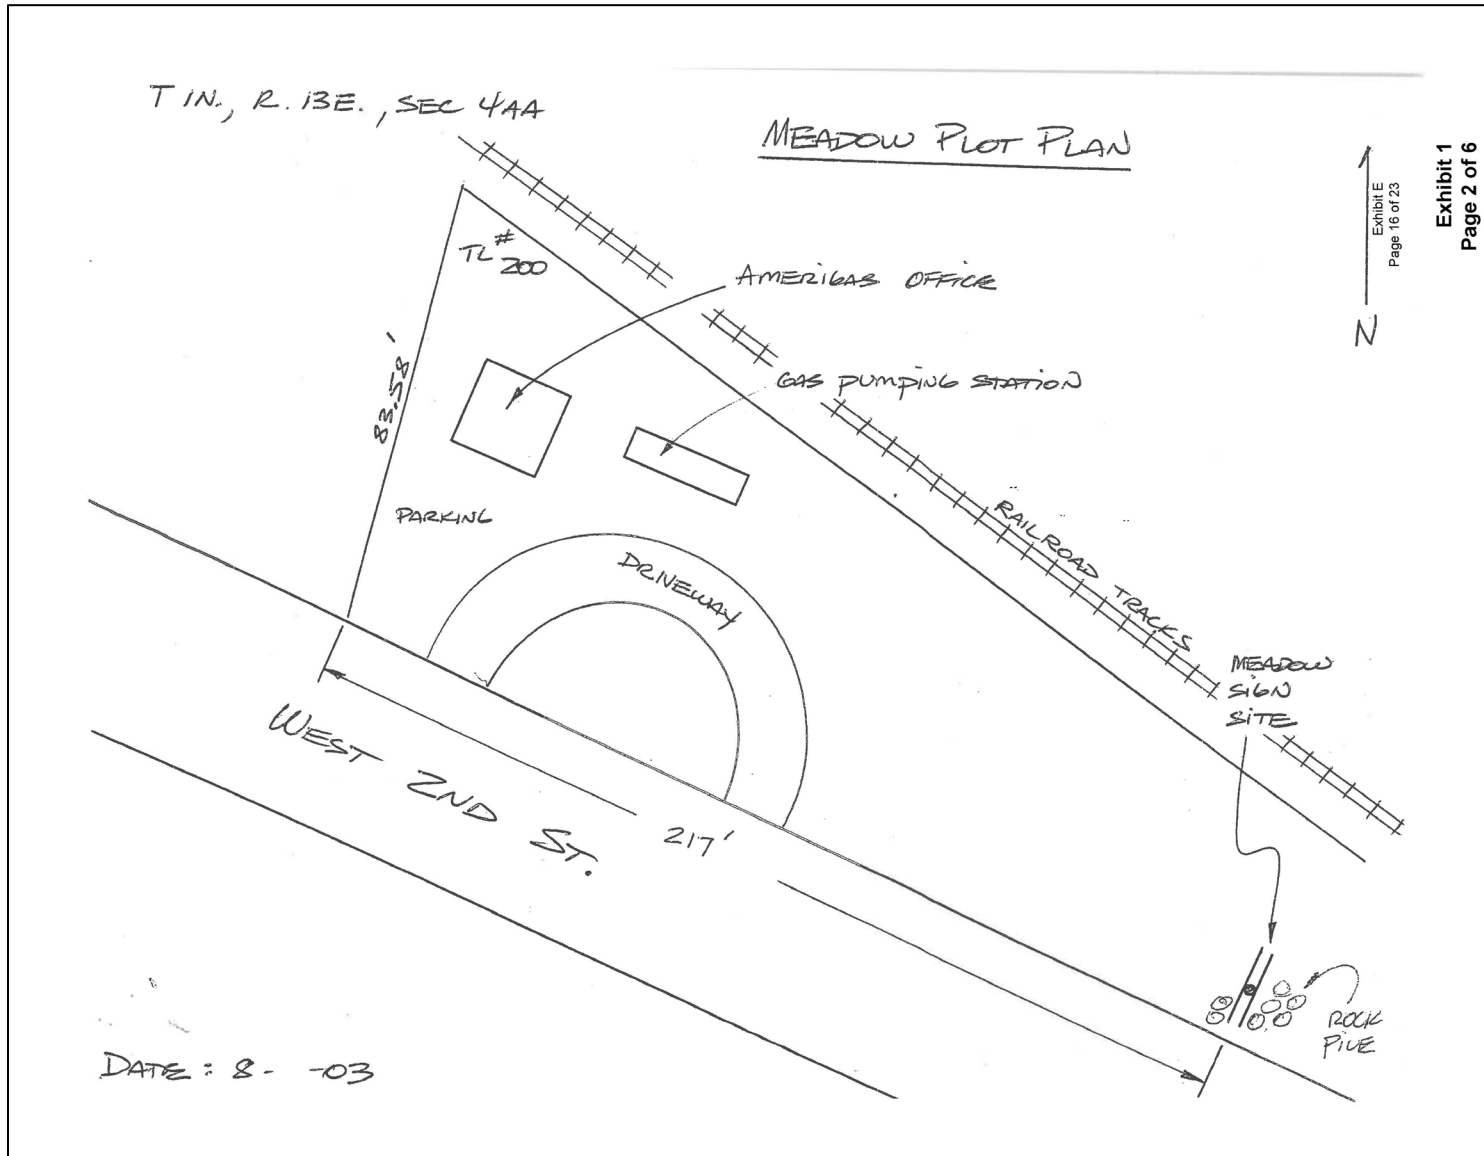 T 1N., R. 13E., SEC 4AA
MEADOW PLOT PLAN
Exhibit 1
Page 2 of 6
Exhibit E
Page 16 of 23
N
TL #
200
AMERIGAS OFFICE
83.58'
GAS PUMPING STATION
PARKING
DRIVEWAY
RAILROAD TRACKS
MEADOW
SIGN
SITE
WEST 2ND ST.
217'
ROCK
PILE
DATE: 8- -03